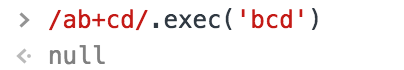 > /ab+cd/.exec('bcd')
< null